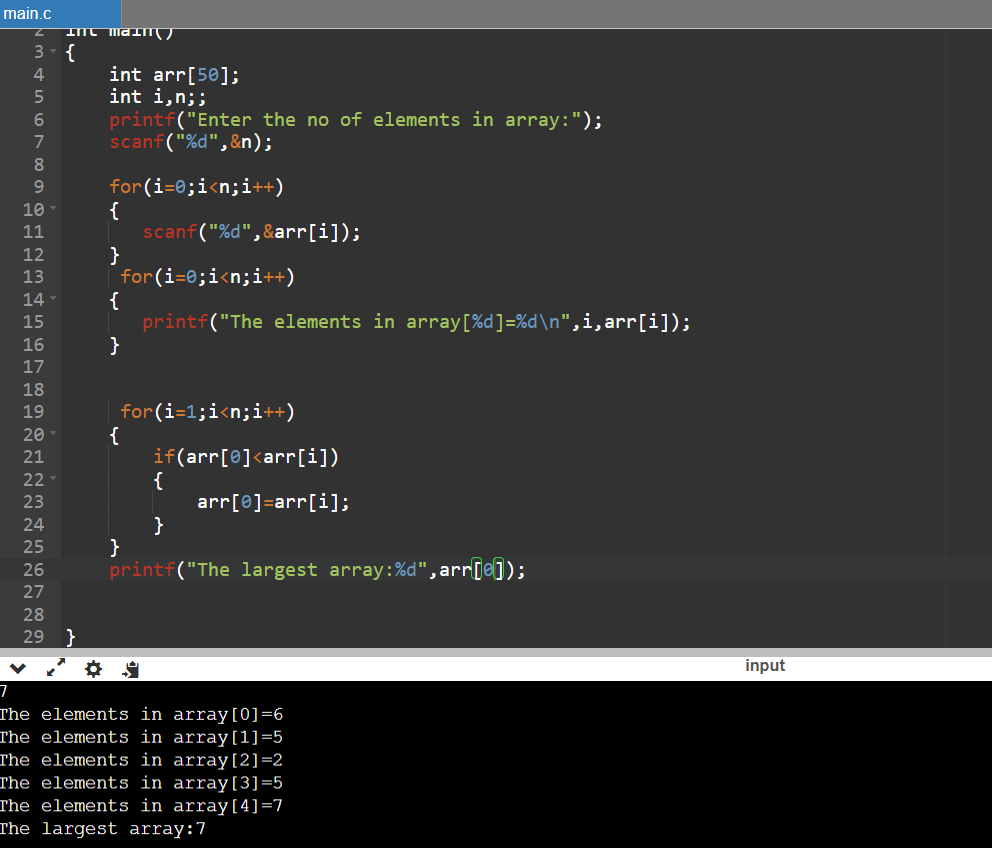 main.c
2 int main()
3 {
4 int arr[50];
5 int i,n;;
6 printf("Enter the no of elements in array:");
7 scanf("%d",&n);
8
9 for(i=0;i<n;i++)
10 {
11 scanf("%d",&arr[i]);
12 }
13 for(i=0;i<n;i++)
14 {
15 printf("The elements in array[%d]=%d\n",i,arr[i]);
16 }
17
18
19 for(i=1;i<n;i++)
20 {
21 if(arr[0]<arr[i])
22 {
23 arr[0]=arr[i];
24 }
25 }
26 printf("The largest array:%d",arr[0]);
27
28
29 }
input
7
The elements in array[0]=6
The elements in array[1]=5
The elements in array[2]=2
The elements in array[3]=5
The elements in array[4]=7
The largest array:7